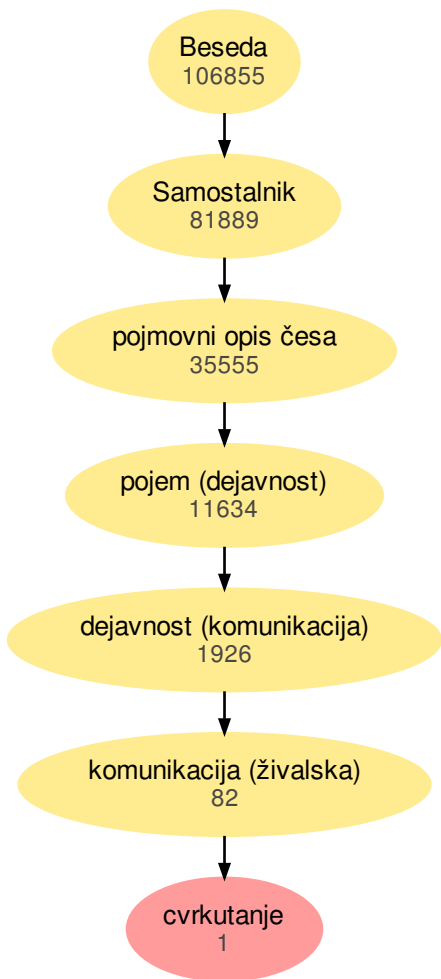 Beseda
106855
Samostalnik
81889
pojmovni opis česa
35555
pojem (dejavnost)
11634
dejavnost (komunikacija)
1926
komunikacija (živalska)
82
cvrkutanje
1